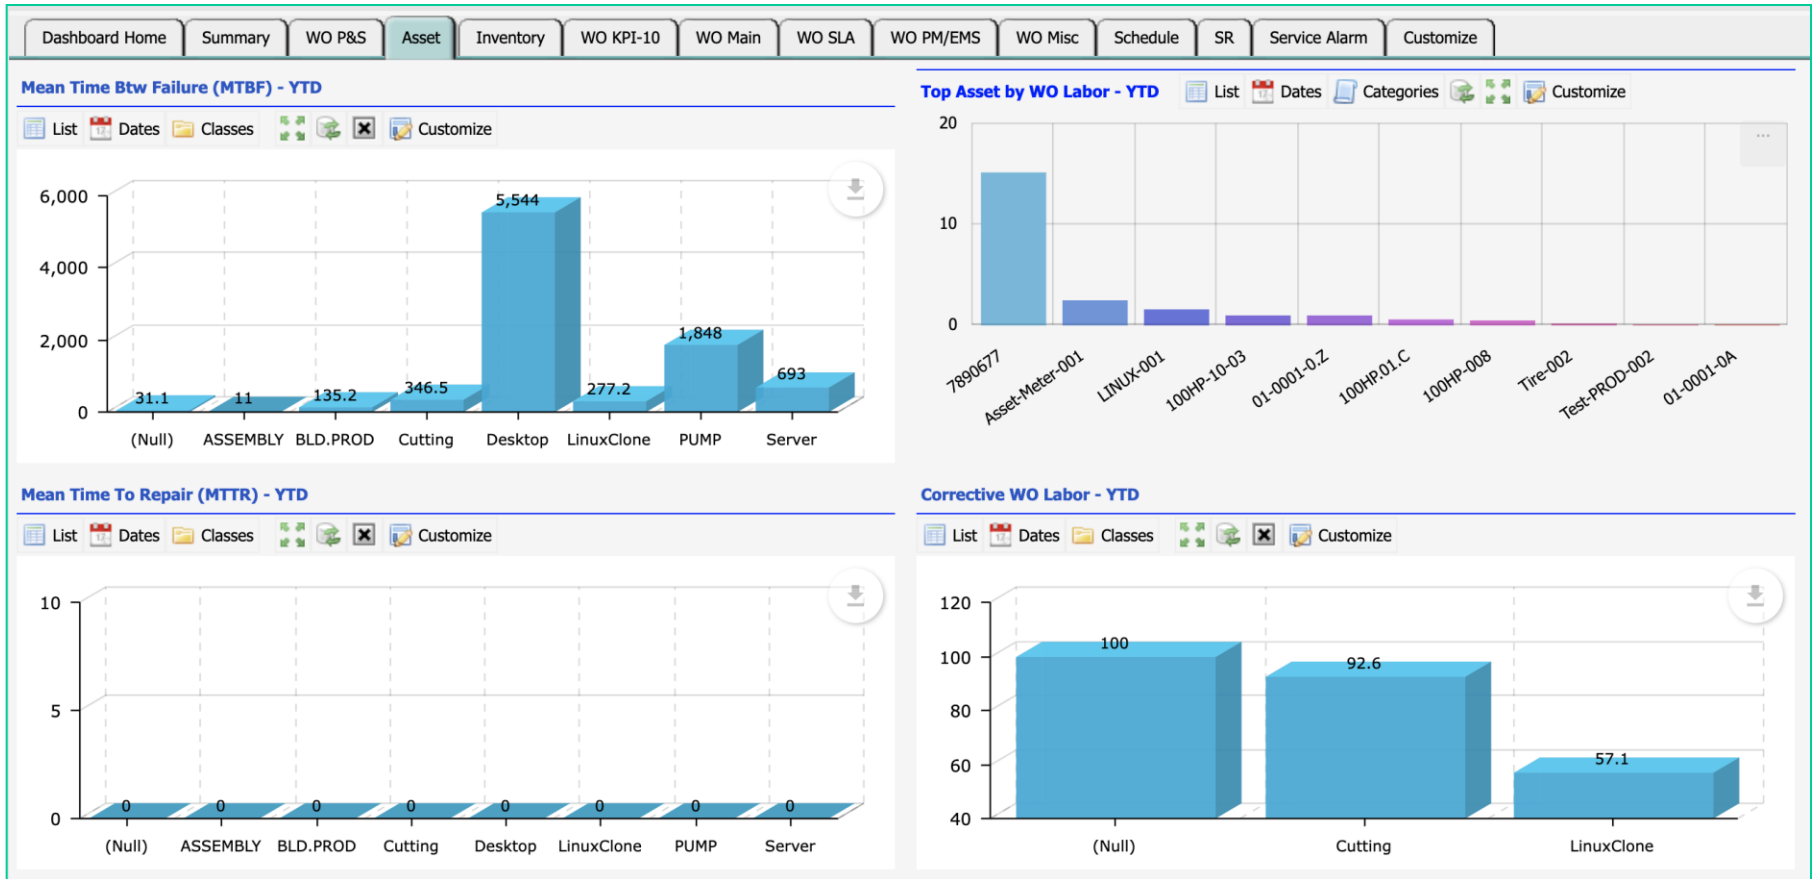 Dashboard Home Summary WO P&S Asset Inventory WO KPI-10 WO Main WO SLA WO PM/EMS WO Misc Schedule SR Service Alarm Customize
Mean Time Btw Failure (MTBF) - YTD
List Dates Classes Customize
6,000
4,000
2,000
0
31.1 11 135.2 346.5 5,544 277.2 1,848 693
(Null) ASSEMBLY BLD.PROD Cutting Desktop LinuxClone PUMP Server
Top Asset by WO Labor - YTD List Dates Categories Customize
...
20
10
0
7890677 Asset-Meter-001 LINUX-001 100HP-10-03 01-0001-0.Z 100HP.01.C 100HP-008 Tire-002 Test-PROD-002 01-0001-0A
Mean Time To Repair (MTTR) - YTD
List Dates Classes Customize
10
5
0
0 0 0 0 0 0 0 0
(Null) ASSEMBLY BLD.PROD Cutting Desktop LinuxClone PUMP Server
Corrective WO Labor - YTD
List Dates Classes Customize
120
100
80
60
40
100 92.6 57.1
(Null) Cutting LinuxClone